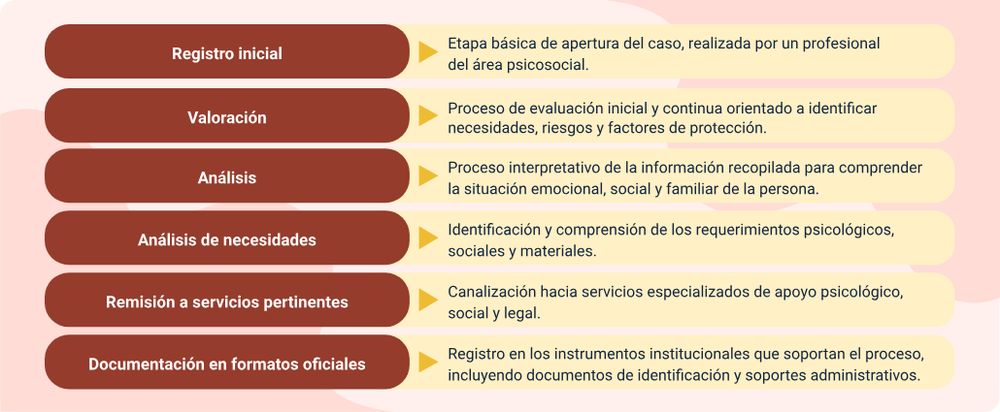 Registro inicial
Etapa básica de apertura del caso, realizada por un profesional
del área psicosocial.
Valoración
Proceso de evaluación inicial y continua orientado a identificar
necesidades, riesgos y factores de protección.
Análisis
Proceso interpretativo de la información recopilada para comprender
la situación emocional, social y familiar de la persona.
Análisis de necesidades
Identificación y comprensión de los requerimientos psicológicos,
sociales y materiales.
Remisión a servicios pertinentes
Canalización hacia servicios especializados de apoyo psicológico,
social y legal.
Documentación en formatos oficiales
Registro en los instrumentos institucionales que soportan el proceso,
incluyendo documentos de identificación y soportes administrativos.